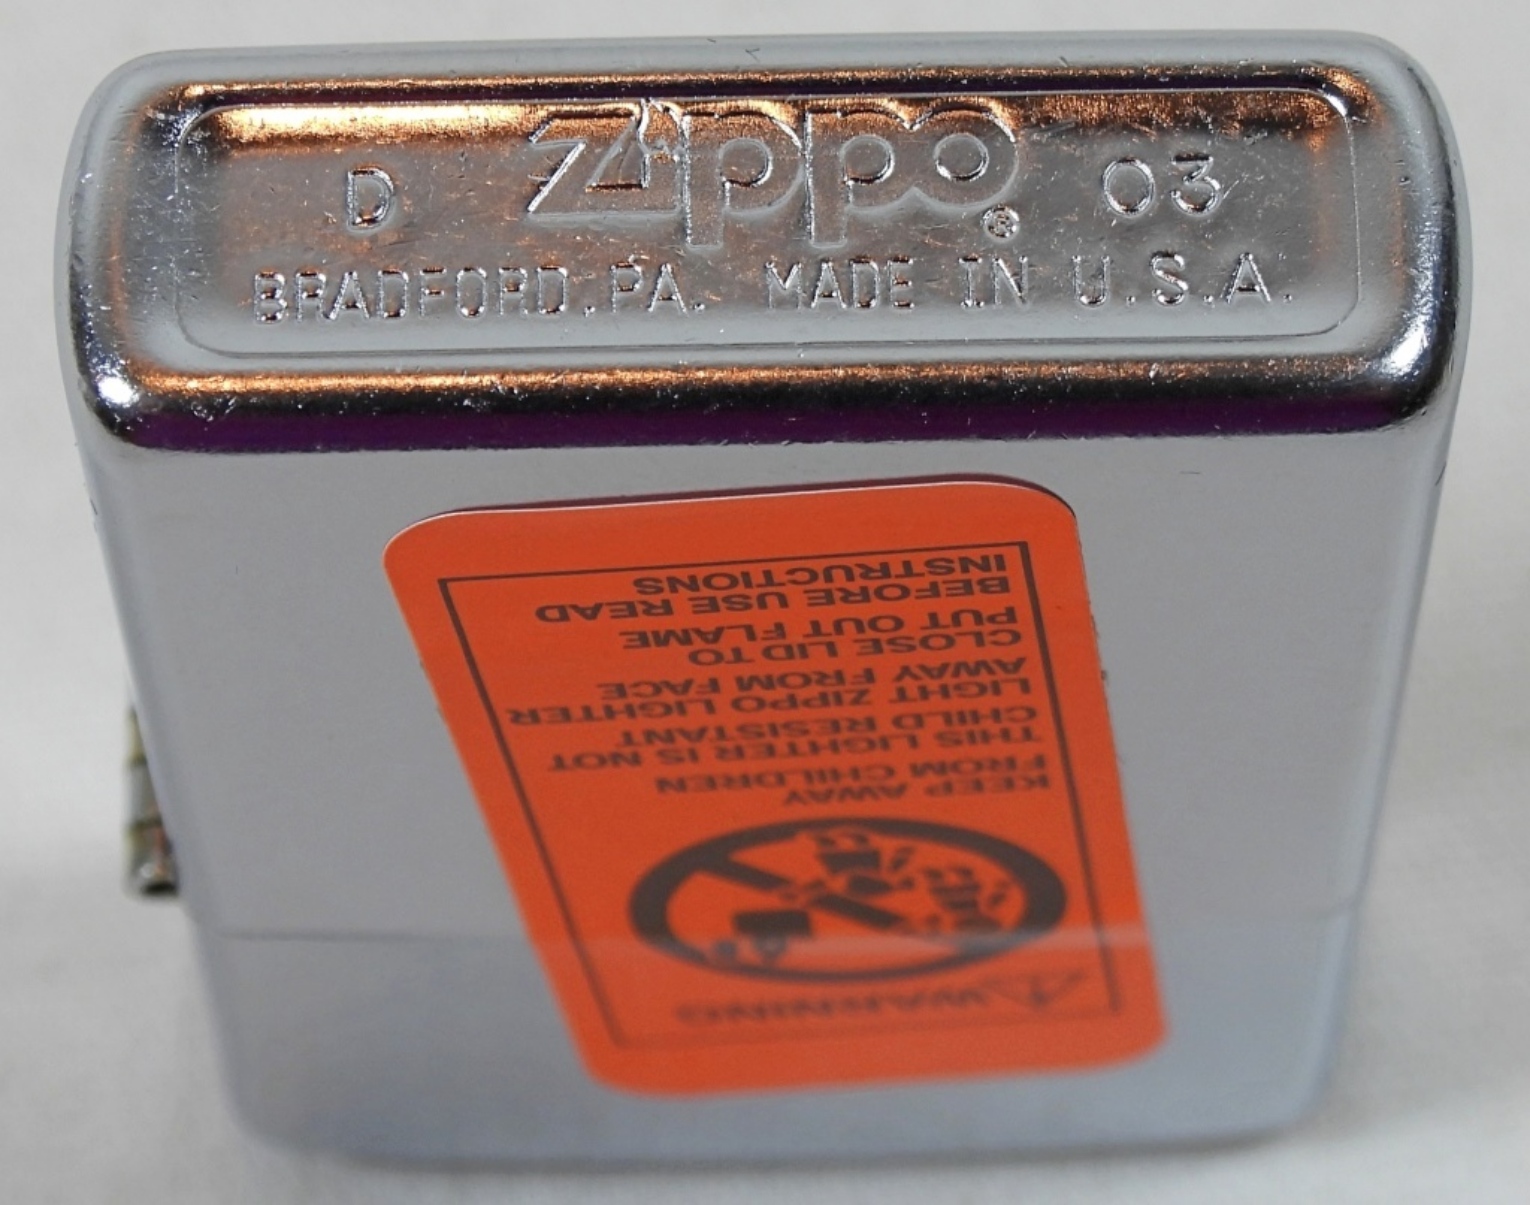 D Zippo ® 03
BRADFORD, PA. MADE IN U.S.A.
WARNING
KEEP AWAY
FROM CHILDREN
THIS LIGHTER IS NOT
CHILD RESISTANT
LIGHT ZIPPO LIGHTER
AWAY FROM FACE
CLOSE LID TO
PUT OUT FLAME
BEFORE USE READ
INSTRUCTIONS